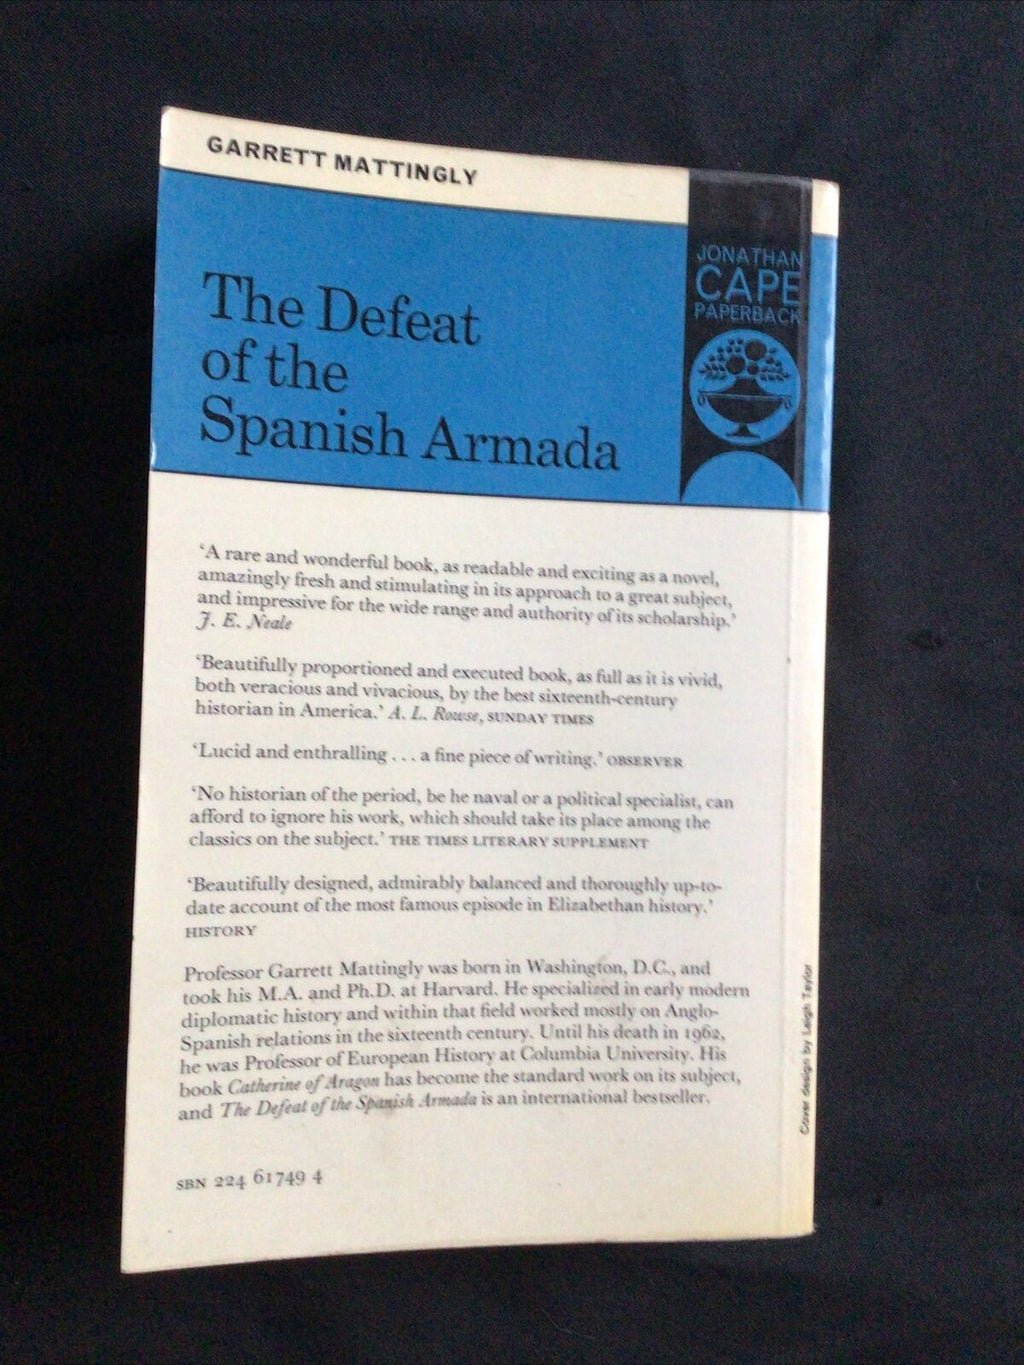 GARRETT MATTINGLY
The Defeat
of the
Spanish Armada
JONATHAN
CAPE
PAPERBACK
‘A rare and wonderful book, as readable and exciting as a novel,
amazingly fresh and stimulating in its approach to a great subject,
and impressive for the wide range and authority of its scholarship.’
J. E. Neale
‘Beautifully proportioned and executed book, as full as it is vivid,
both veracious and vivacious, by the best sixteenth-century
historian in America.’ A. L. Rowse, SUNDAY TIMES
‘Lucid and enthralling . . . a fine piece of writing.’ OBSERVER
‘No historian of the period, be he naval or a political specialist, can
afford to ignore his work, which should take its place among the
classics on the subject.’ THE TIMES LITERARY SUPPLEMENT
‘Beautifully designed, admirably balanced and thoroughly up-to-
date account of the most famous episode in Elizabethan history.’
HISTORY
Professor Garrett Mattingly was born in Washington, D.C., and
took his M.A. and Ph.D. at Harvard. He specialized in early modern
diplomatic history and within that field worked mostly on Anglo-
Spanish relations in the sixteenth century. Until his death in 1962,
he was Professor of European History at Columbia University. His
book Catherine of Aragon has become the standard work on its subject,
and The Defeat of the Spanish Armada is an international bestseller.
SBN 224 61749 4
Cover design by Leigh Taylor